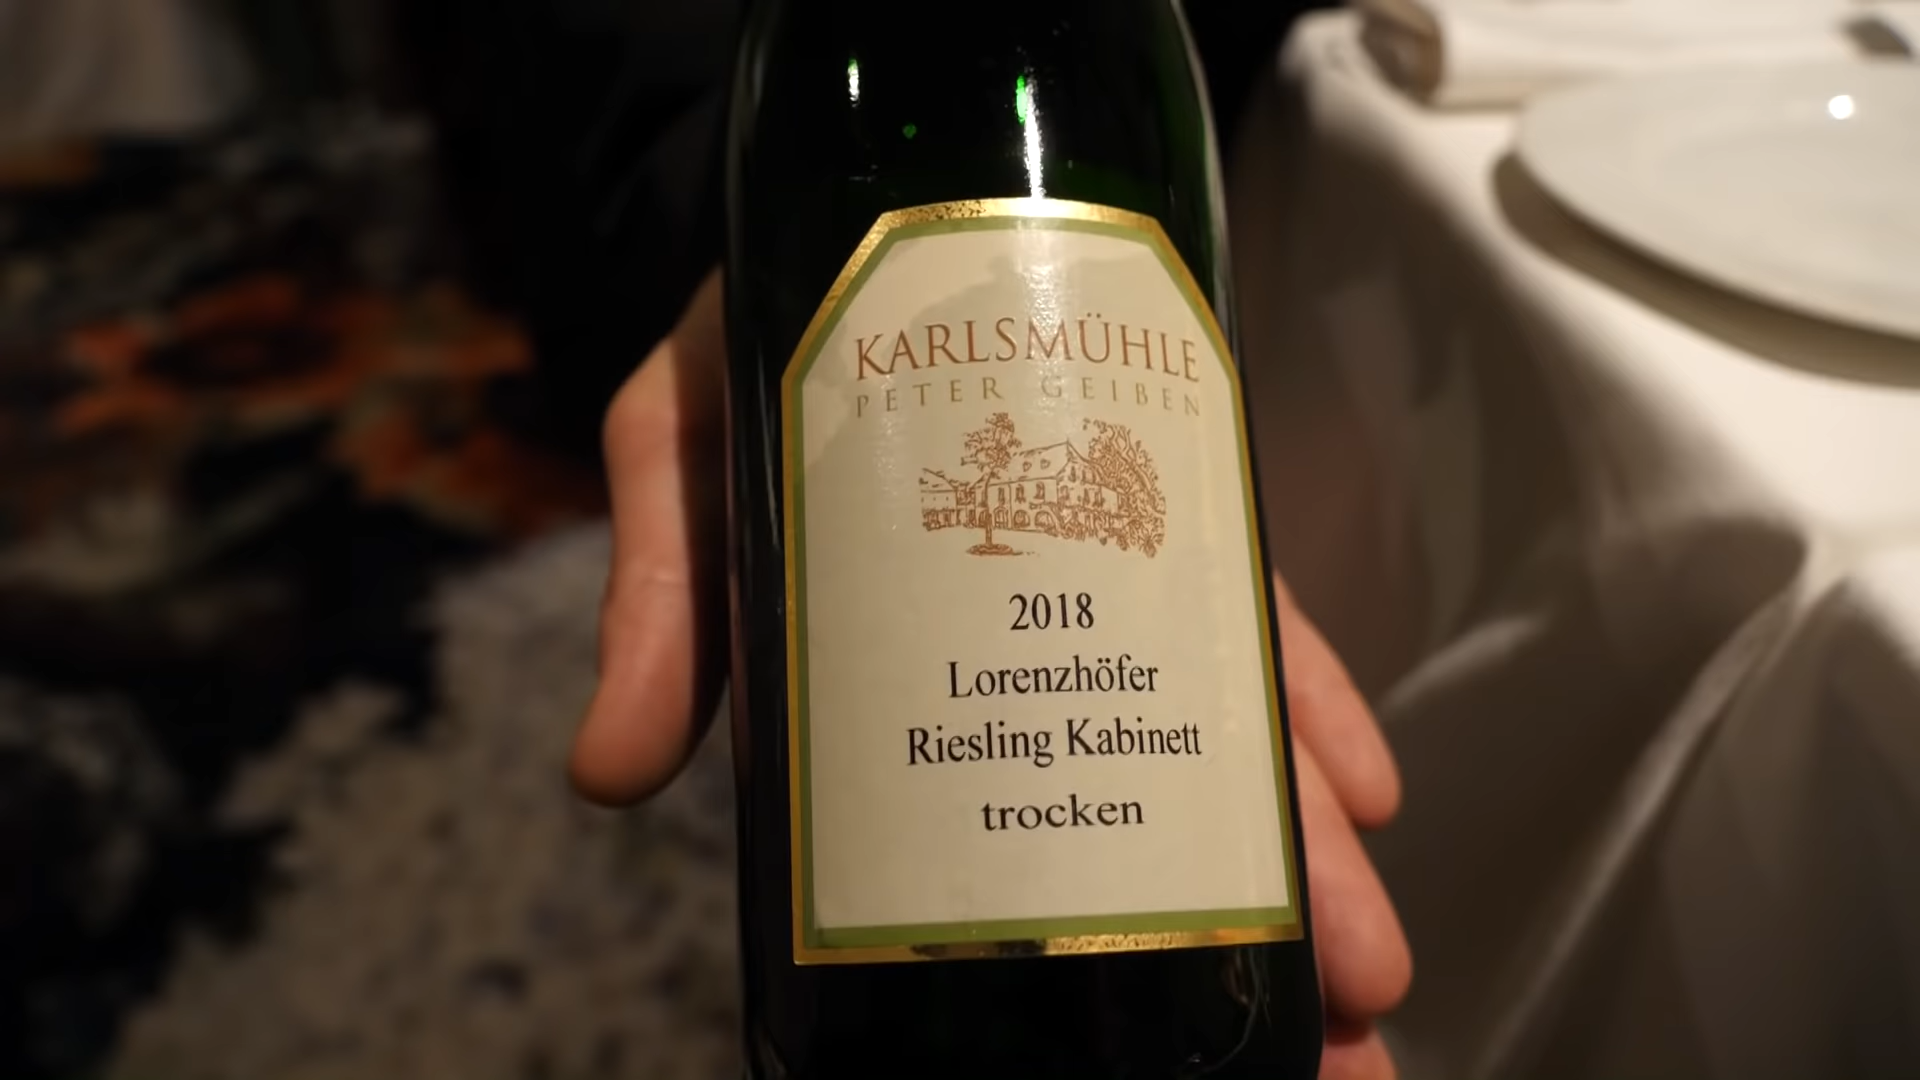 KARLSMÜHLE
PETER GEIBEN
2018
Lorenzhöfer
Riesling Kabinett
trocken